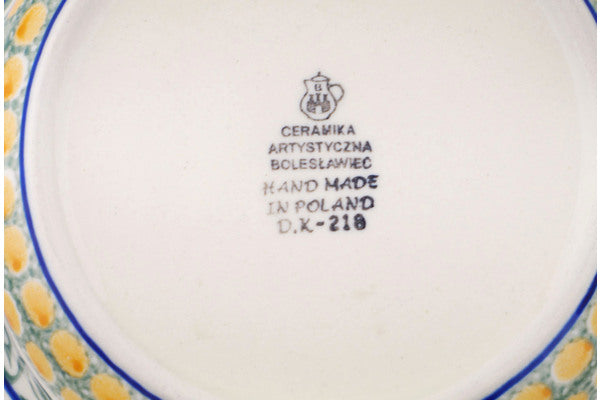 B
CERAMIKA
ARTYSTYCZNA
BOLESŁAWIEC
HAND MADE
IN POLAND
D.K-218